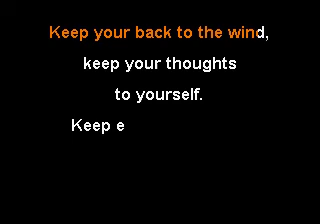 Keep your back to the wind,
keep your thoughts
to yourself.
Keep e